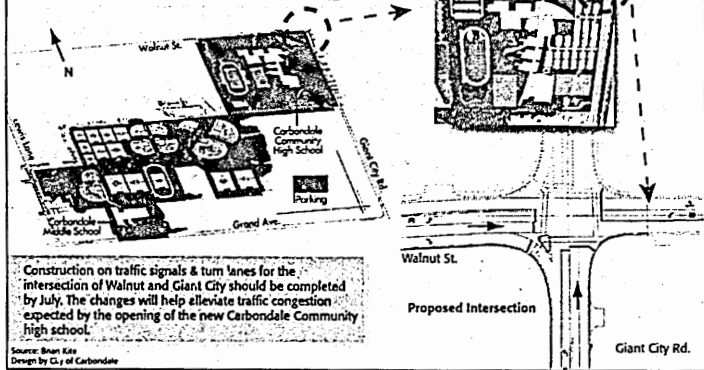 N
Walnut St.
Lewis Lane
Carbondale
Community
High School
Giant City Rd.
Parking
Carbondale
Middle School
Grand Ave.
Construction on traffic signals & turn lanes for the
intersection of Walnut and Giant City should be completed
by July. The changes will help alleviate traffic congestion
expected by the opening of the new Carbondale Community
high school.
Source: Brian Kite
Design by City of Carbondale
Walnut St.
Proposed Intersection
Giant City Rd.